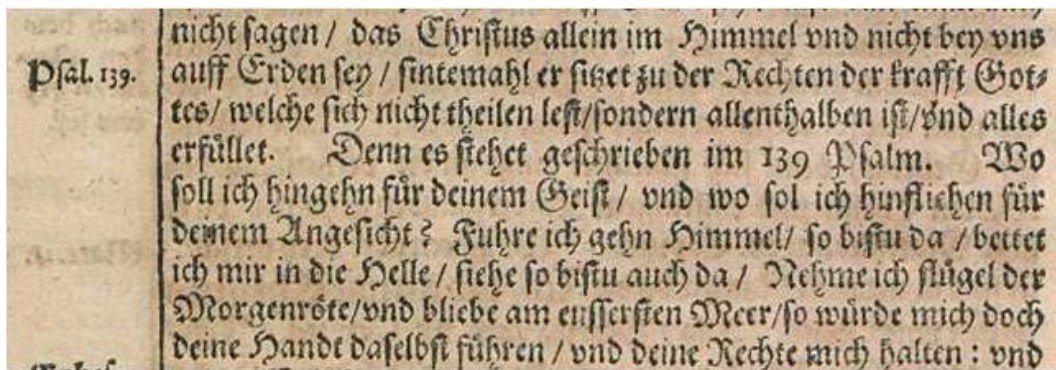 nicht sagen / das Christus allein im Himmel vnd nicht bey vns
Psal. 139.
auff Erden sey / sintemahl er sitzet zu der Rechten der krafft Got⸗
tes / welche sich nicht theilen lest/sondern allenthalben ist/vnd alles
erfüllet. Denn es stehet geschrieben im 139 Psalm. Wo
soll ich hingehn für deinem Geist / vnd wo sol ich hinfliehen für
deinem Angesicht? Fuhre ich gehn Himmel/ so bistu da / bettet
ich mir in die Helle / siehe so bistu auch da / Nehme ich flügel der
Morgenröte/vnd bliebe am eussersten Meer/so würde mich doch
deine Handt daselbst führen / vnd deine Rechte mich halten : vnd